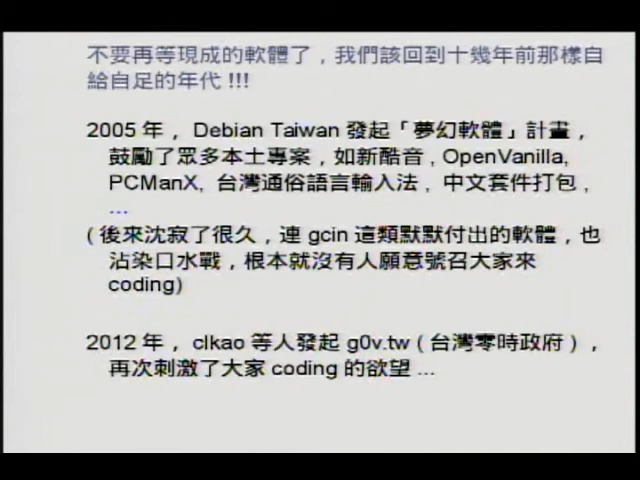 不要再等現成的軟體了，我們該回到十幾年前那樣自
給自足的年代 !!!
2005 年， Debian Taiwan 發起「夢幻軟體」計畫，
鼓勵了眾多本土專案，如新酷音 , OpenVanilla,
PCManX, 台灣通俗語言輸入法 , 中文套件打包 ,
...
( 後來沈寂了很久，連 gcin 這類默默付出的軟體，也
沾染口水戰，根本就沒有人願意號召大家來
coding)
2012 年， clkao 等人發起 g0v.tw ( 台灣零時政府 ) ，
再次刺激了大家 coding 的欲望 ...